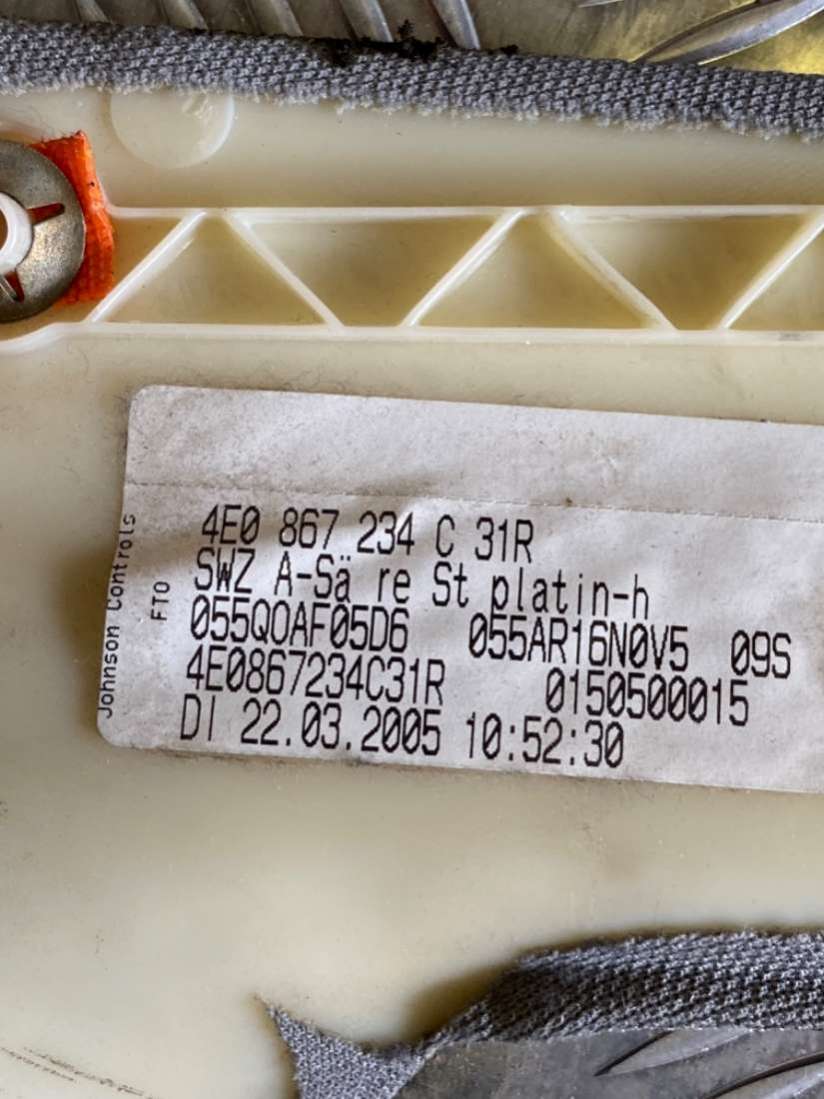 Johnson Controls
FTO
4E0 867 234 C 31R
SWZ A-Sä re St platin-h
055QOAF05D6 055AR16N0V5 09S
4E0867234C31R 0150500015
DI 22.03.2005 10:52:30